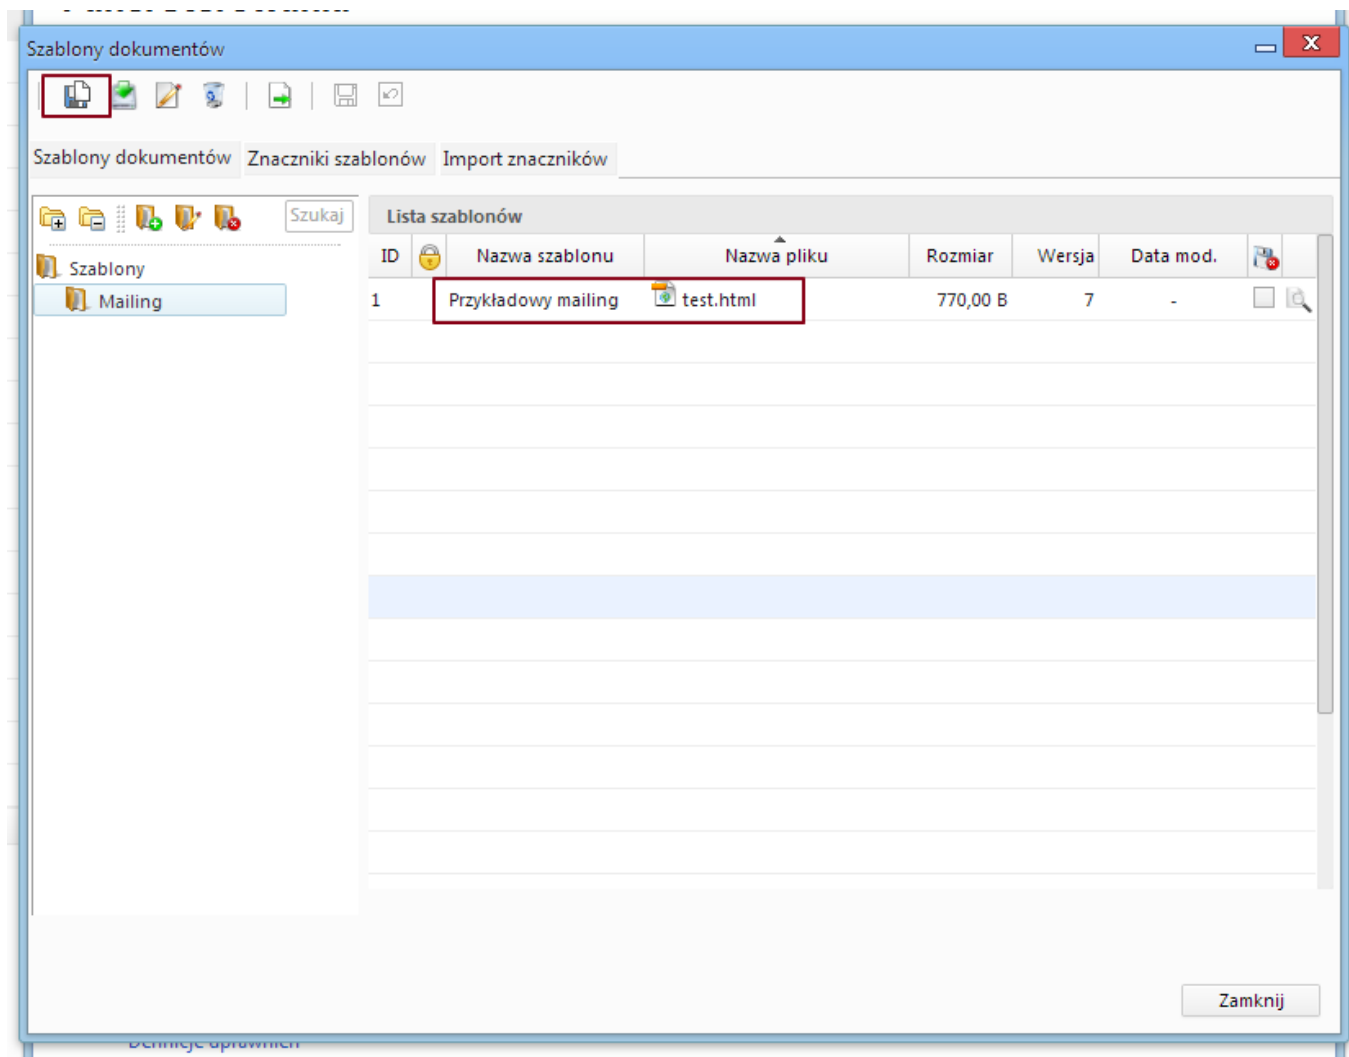 Szablony dokumentów
Szablony dokumentów Znaczniki szablonów Import znaczników
Szukaj
Lista szablonów
ID Nazwa szablonu Nazwa pliku Rozmiar Wersja Data mod.
Szablony
Mailing
1 Przykładowy mailing test.html 770,00 B 7 -
Zamknij